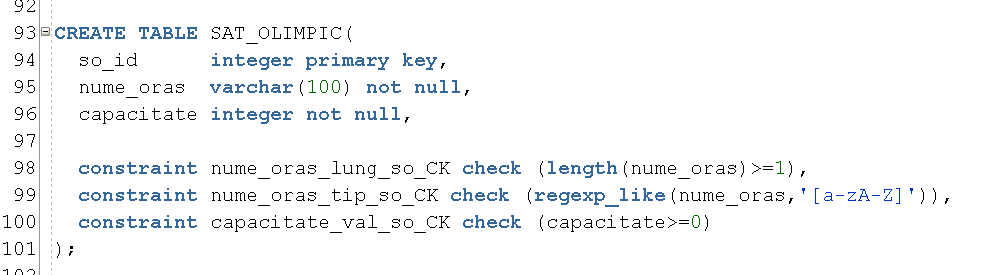 92
93 CREATE TABLE SAT_OLIMPIC(
94 so_id integer primary key,
95 nume_oras varchar(100) not null,
96 capacitate integer not null,
97
98 constraint nume_oras_lung_so_CK check (length(nume_oras)>=1),
99 constraint nume_oras_tip_so_CK check (regexp_like(nume_oras,'[a-zA-Z]')),
100 constraint capacitate_val_so_CK check (capacitate>=0)
101 );
102